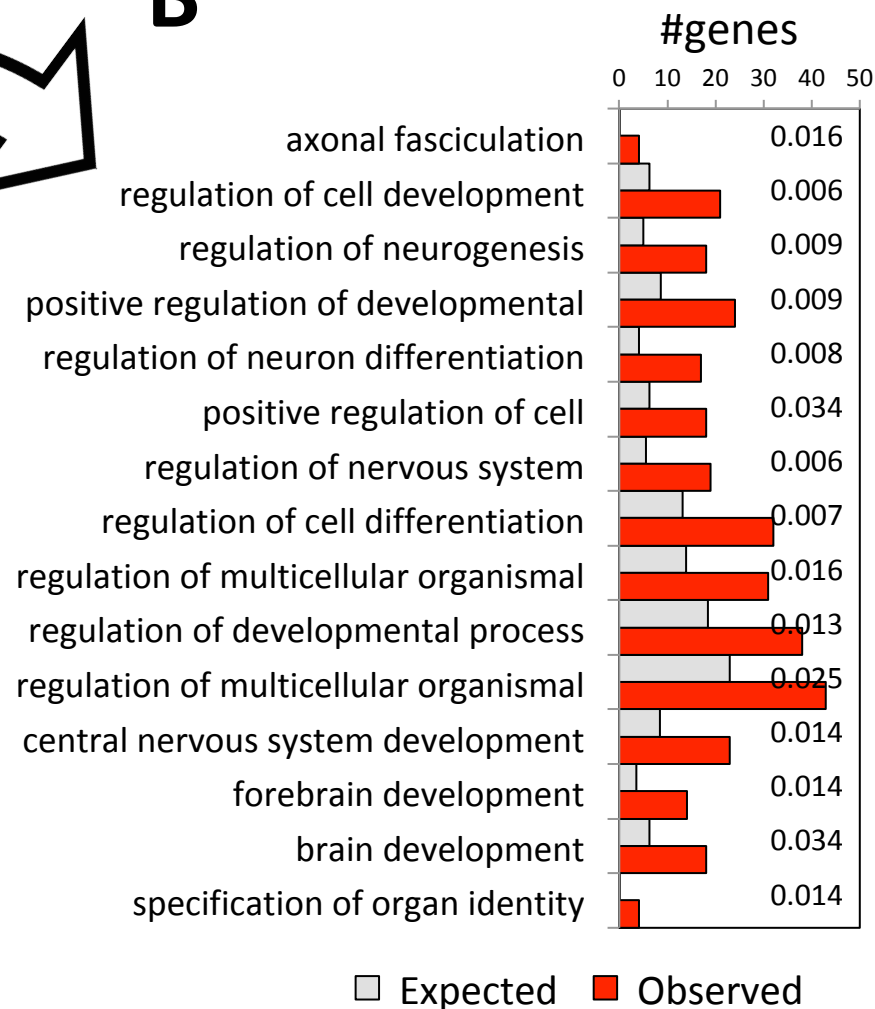 B
#genes
0 10 20 30 40 50
axonal fasciculation 0.016
regulation of cell development 0.006
regulation of neurogenesis 0.009
positive regulation of developmental 0.009
regulation of neuron differentiation 0.008
positive regulation of cell 0.034
regulation of nervous system 0.006
regulation of cell differentiation 0.007
regulation of multicellular organismal 0.016
regulation of developmental process 0.013
regulation of multicellular organismal 0.025
central nervous system development 0.014
forebrain development 0.014
brain development 0.034
specification of organ identity 0.014
Expected Observed